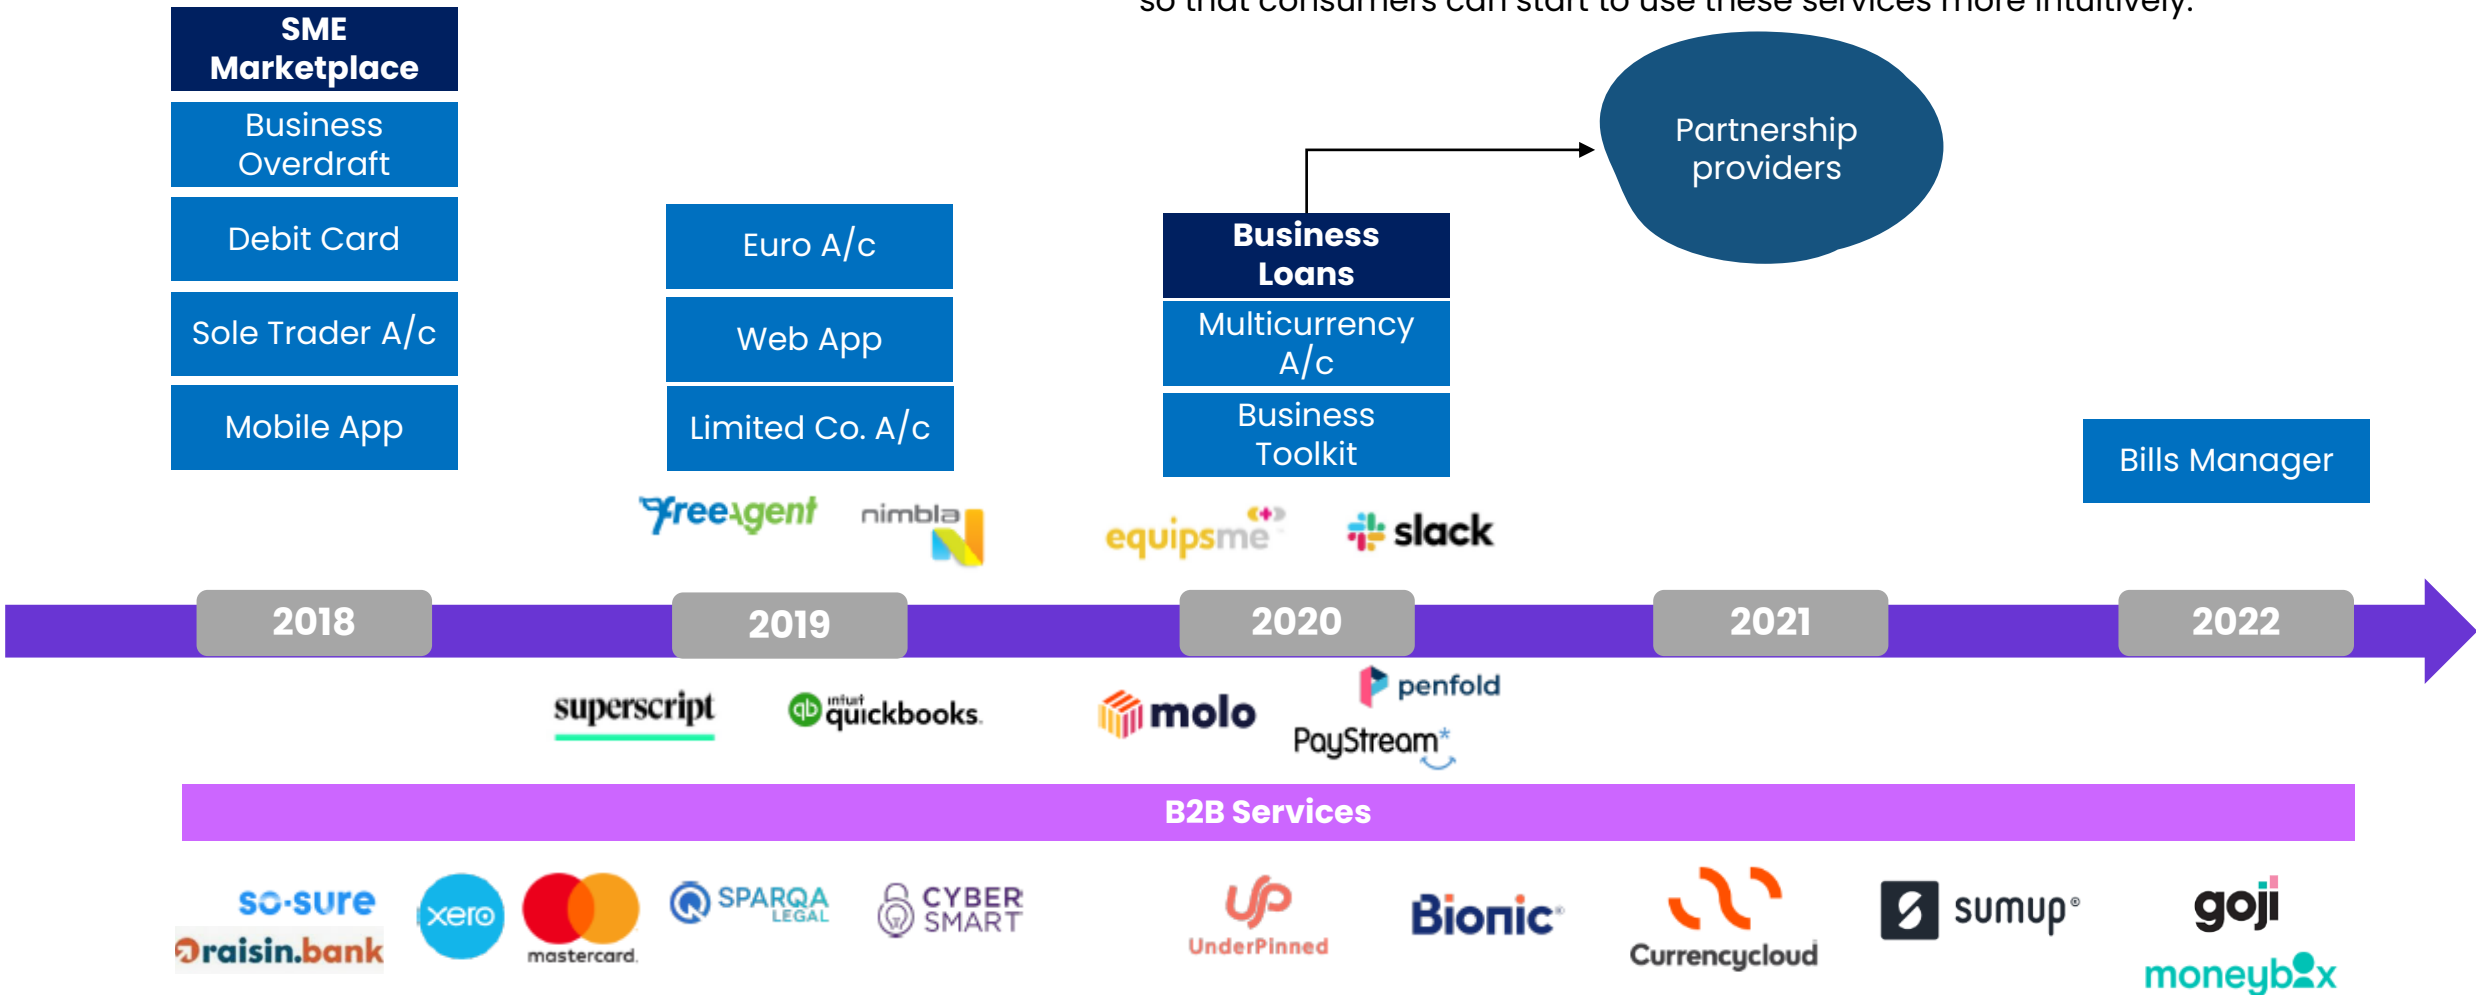 so that consumers can start to use these services more intuitively.
SME
Marketplace
Business
Overdraft
Debit Card
Sole Trader A/c
Mobile App
Euro A/c
Web App
Limited Co. A/c
Business
Loans
Multicurrency
A/c
Business
Toolkit
Partnership
providers
Bills Manager
freeagent
nimbla
equipsme
slack
2018
2019
2020
2021
2022
superscript
qb
intuit
quickbooks.
molo
penfold
PayStream*
B2B Services
so-sure
raisin.bank
xero
mastercard.
SPARQA
LEGAL
CYBER
SMART
UP
UnderPinned
Bionic®
Currencycloud
sumup®
goji
moneybox